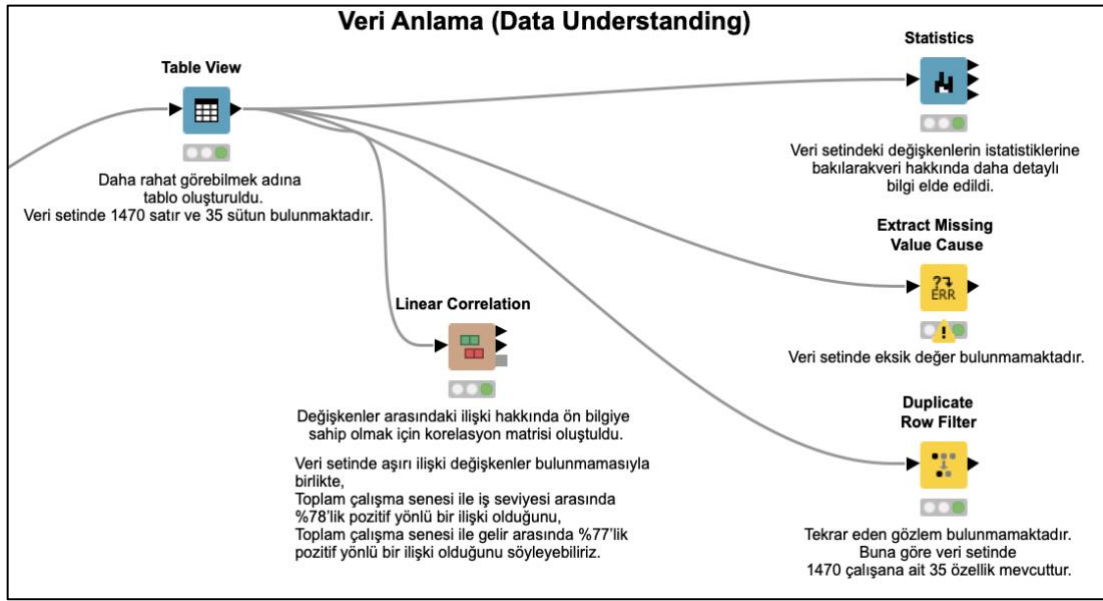 Veri Anlama (Data Understanding)
Table View
Daha rahat görebilmek adına
tablo oluşturuldu.
Veri setinde 1470 satır ve 35 sütun bulunmaktadır.
Statistics
Veri setindeki değişkenlerin istatistiklerine
bakılarakveri hakkında daha detaylı
bilgi elde edildi.
Extract Missing
Value Cause
?
ERR
Veri setinde eksik değer bulunmamaktadır.
Linear Correlation
Değişkenler arasındaki ilişki hakkında ön bilgiye
sahip olmak için korelasyon matrisi oluştuldu.
Veri setinde aşırı ilişki değişkenler bulunmamasıyla
birlikte,
Toplam çalışma senesi ile iş seviyesi arasında
%78’lik pozitif yönlü bir ilişki olduğunu,
Toplam çalışma senesi ile gelir arasında %77’lik
pozitif yönlü bir ilişki olduğunu söyleyebiliriz.
Duplicate
Row Filter
Tekrar eden gözlem bulunmamaktadır.
Buna göre veri setinde
1470 çalışana ait 35 özellik mevcuttur.